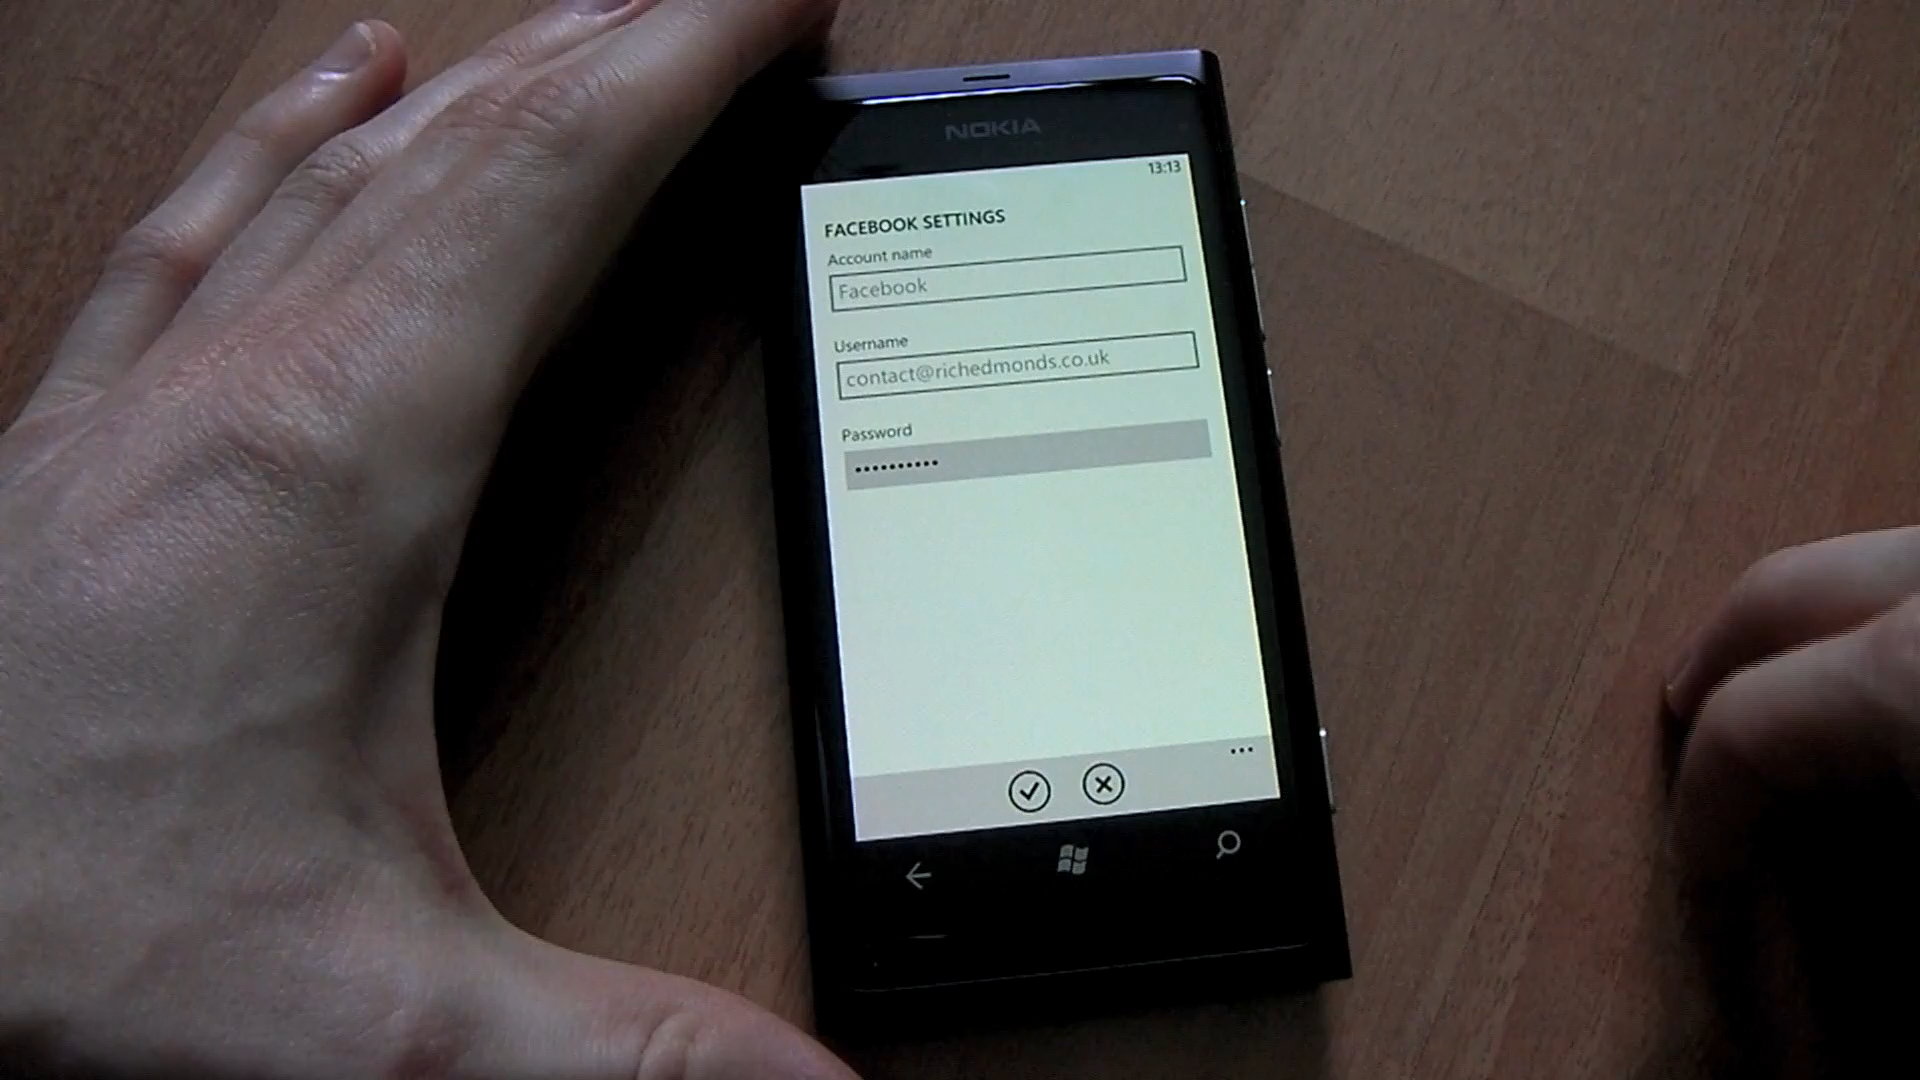 NOKIA
13:13
FACEBOOK SETTINGS
Account name
Facebook
Username
contact@richedmonds.co.uk
Password
••••••••••